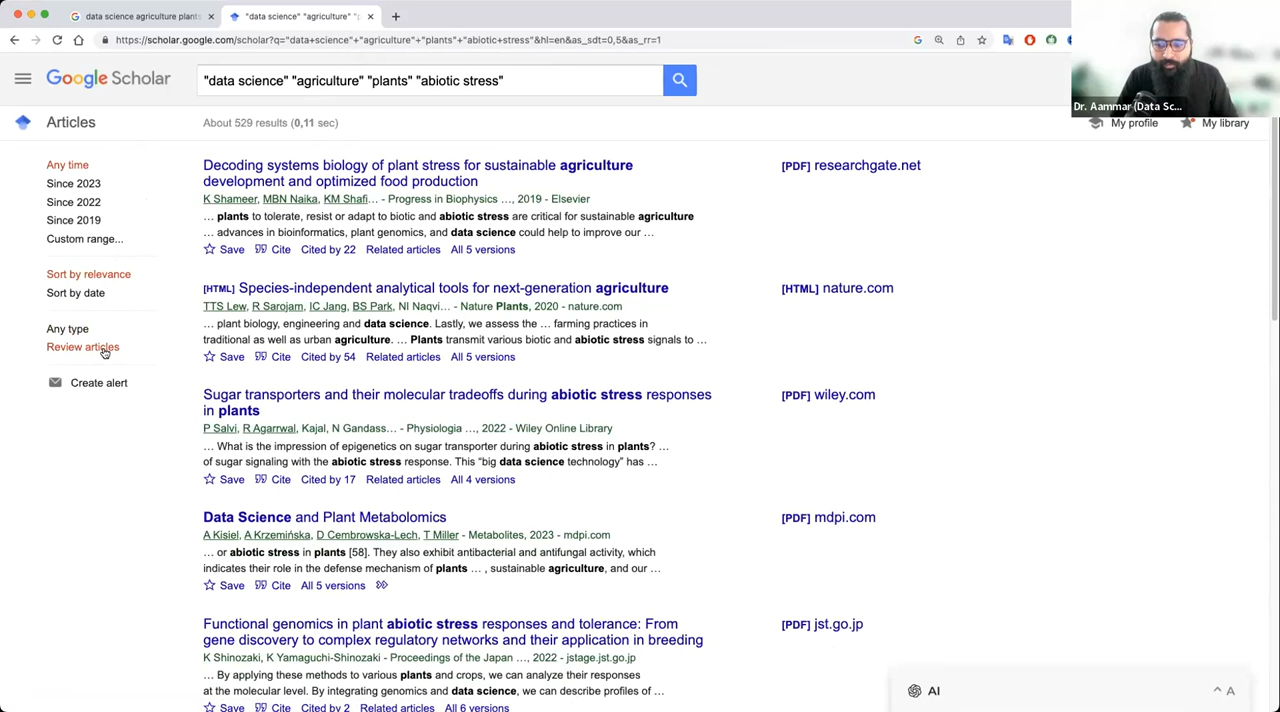 data science agriculture plants
"data science" "agriculture" "p
https://scholar.google.com/scholar?q="data+science"+"agriculture"+"plants"+"abiotic+stress"&hl=en&as_sdt=0,5&as_rr=1
Dr. Aammar (Data Sc...
Google Scholar
"data science" "agriculture" "plants" "abiotic stress"
Articles
About 529 results (0,11 sec)
My profile
My library
Any time
Since 2023
Since 2022
Since 2019
Custom range...
Sort by relevance
Sort by date
Any type
Review articles
Create alert
Decoding systems biology of plant stress for sustainable agriculture
development and optimized food production
K Shameer, MBN Naika, KM Shafi... - Progress in Biophysics ..., 2019 - Elsevier
... plants to tolerate, resist or adapt to biotic and abiotic stress are critical for sustainable agriculture
... advances in bioinformatics, plant genomics, and data science could help to improve our ...
Save Cite Cited by 22 Related articles All 5 versions
[PDF] researchgate.net
[HTML] Species-independent analytical tools for next-generation agriculture
TTS Lew, R Sarojam, IC Jang, BS Park, NI Naqvi... - Nature Plants, 2020 - nature.com
... plant biology, engineering and data science. Lastly, we assess the ... farming practices in
traditional as well as urban agriculture. ... Plants transmit various biotic and abiotic stress signals to ...
Save Cite Cited by 54 Related articles All 5 versions
[HTML] nature.com
Sugar transporters and their molecular tradeoffs during abiotic stress responses
in plants
P Salvi, R Agarrwal, Kajal, N Gandass... - Physiologia ..., 2022 - Wiley Online Library
... What is the impression of epigenetics on sugar transporter during abiotic stress in plants? ...
of sugar signaling with the abiotic stress response. This "big data science technology" has ...
Save Cite Cited by 17 Related articles All 4 versions
[PDF] wiley.com
Data Science and Plant Metabolomics
A Kisiel, A Krzemińska, D Cembrowska-Lech, T Miller - Metabolites, 2023 - mdpi.com
... or abiotic stress in plants [58]. They also exhibit antibacterial and antifungal activity, which
indicates their role in the defense mechanism of plants ... , sustainable agriculture, and our ...
Save Cite All 5 versions
[PDF] mdpi.com
Functional genomics in plant abiotic stress responses and tolerance: From
gene discovery to complex regulatory networks and their application in breeding
K Shinozaki, K Yamaguchi-Shinozaki - Proceedings of the Japan ..., 2022 - jstage.jst.go.jp
... By applying these methods to various plants and crops, we can analyze their responses
at the molecular level. By integrating genomics and data science, we can describe profiles of ...
Save Cite Cited by 2 Related articles All 6 versions
[PDF] jst.go.jp
AI
A